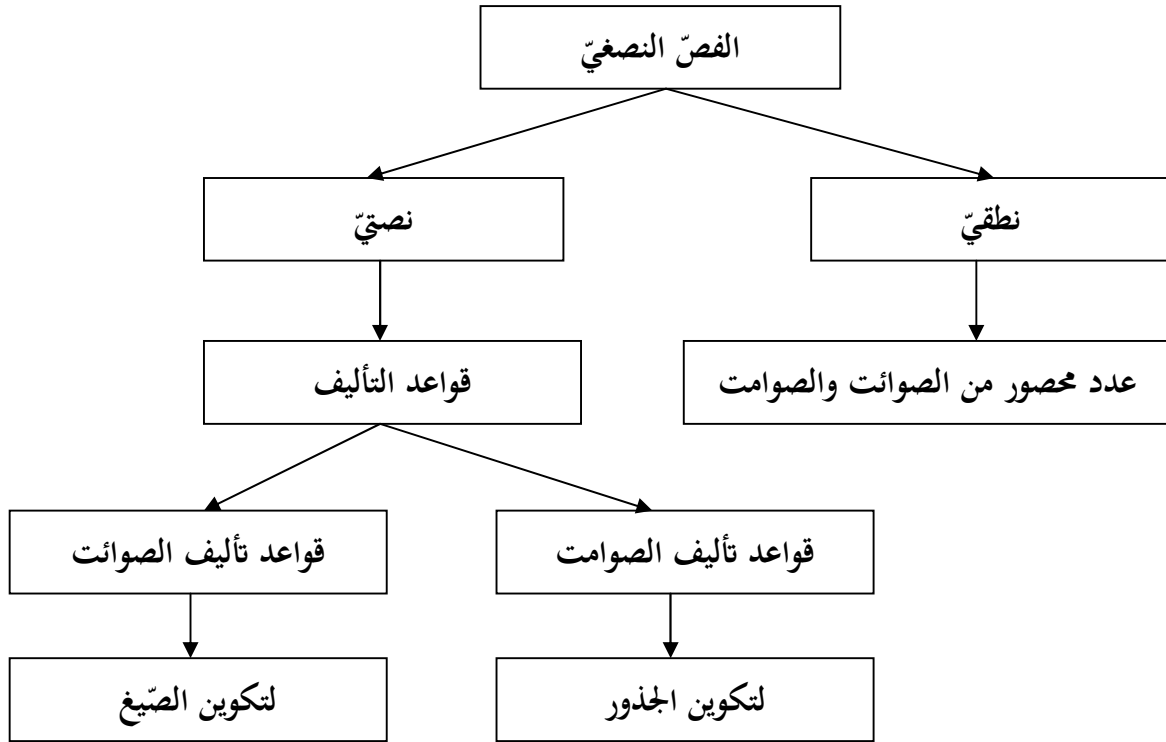 الفصّ النصغيّ
نطقيّ
نصتيّ
عدد محصور من الصوائت والصوامت
قواعد التأليف
قواعد تأليف الصوامت
قواعد تأليف الصوائت
لتكوين الجذور
لتكوين الصّيغ